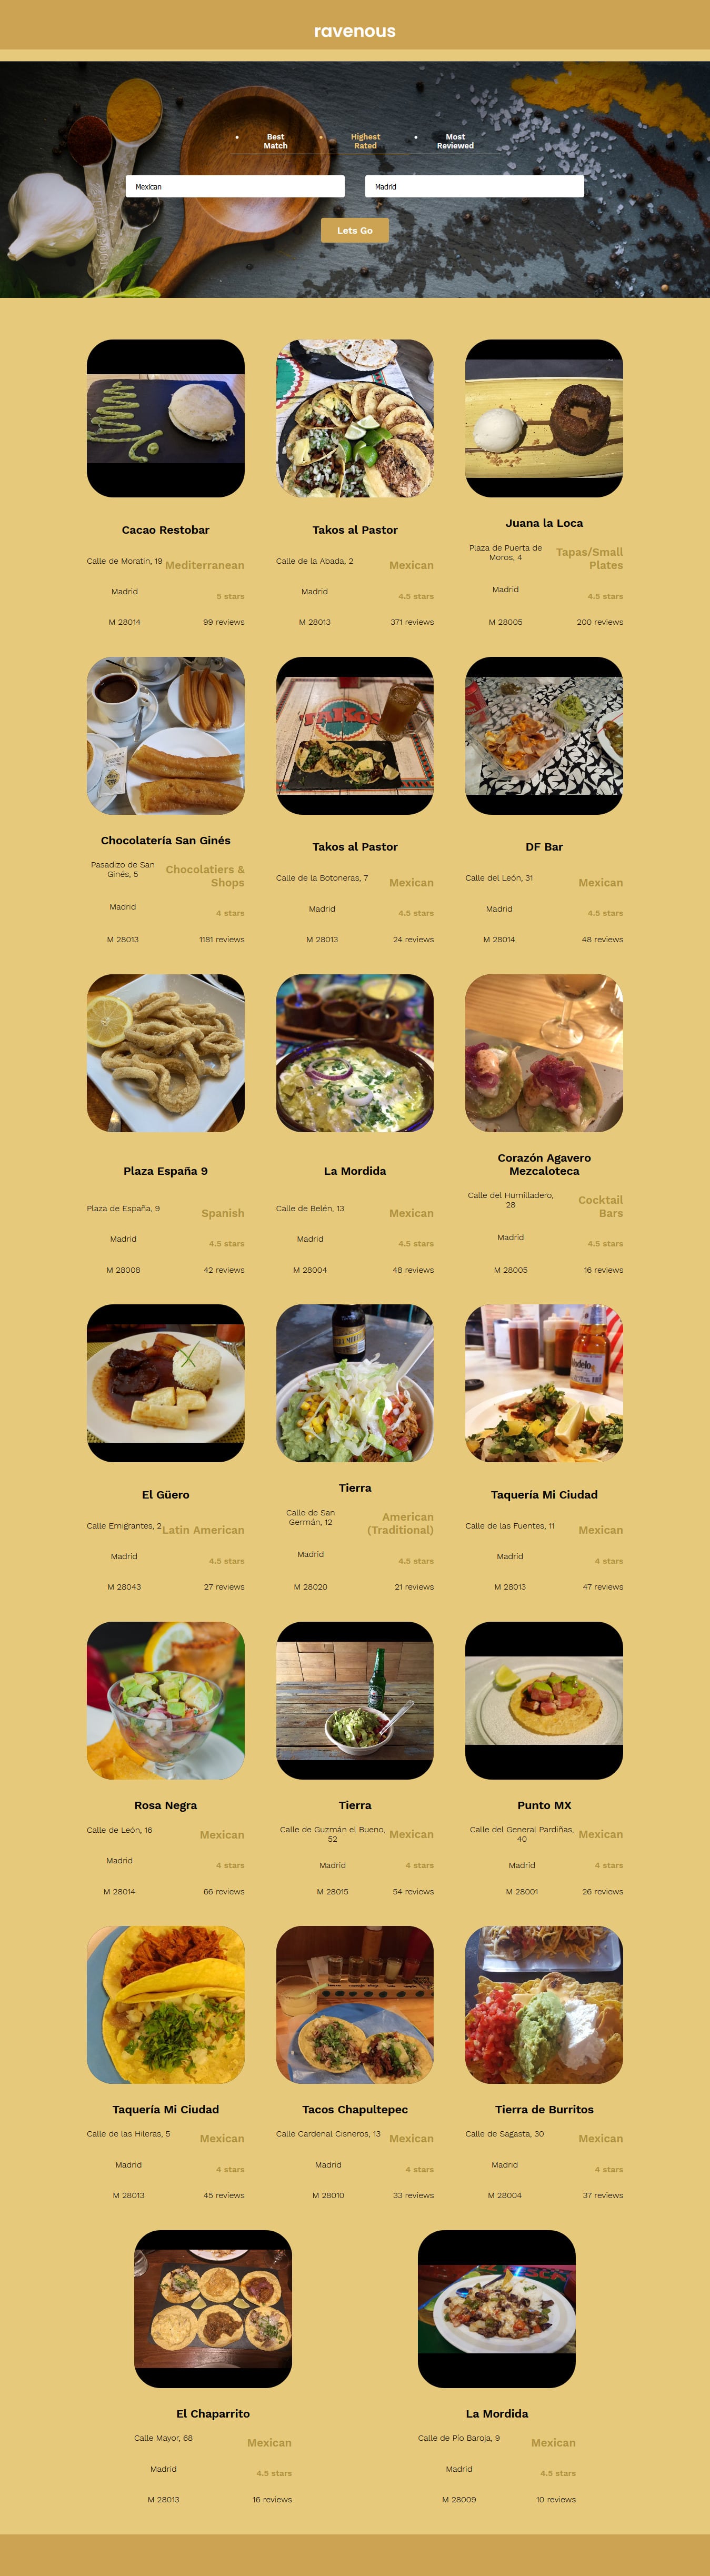 ravenous
Best
Match
Highest
Rated
Most
Reviewed
Mexican
Madrid
Lets Go
Cacao Restobar
Calle de Moratin, 19
Mediterranean
Madrid
5 stars
M 28014
99 reviews
Takos al Pastor
Calle de la Abada, 2
Mexican
Madrid
4.5 stars
M 28013
371 reviews
Juana la Loca
Plaza de Puerta de
Moros, 4
Tapas/Small
Plates
Madrid
4.5 stars
M 28005
200 reviews
Chocolatería San Ginés
Pasadizo de San
Ginés, 5
Chocolatiers &
Shops
Madrid
4 stars
M 28013
1181 reviews
Takos
Takos al Pastor
Calle de la Botoneras, 7
Mexican
Madrid
4.5 stars
M 28013
24 reviews
DF Bar
Calle del León, 31
Mexican
Madrid
4.5 stars
M 28014
48 reviews
Plaza España 9
Plaza de España, 9
Spanish
Madrid
4.5 stars
M 28008
42 reviews
La Mordida
Calle de Belén, 13
Mexican
Madrid
4.5 stars
M 28004
48 reviews
Corazón Agavero
Mezcaloteca
Calle del Humilladero,
28
Cocktail
Bars
Madrid
4.5 stars
M 28005
16 reviews
El Güero
Calle Emigrantes, 2
Latin American
Madrid
4.5 stars
M 28043
27 reviews
Tierra
Calle de San
Germán, 12
American
(Traditional)
Madrid
4.5 stars
M 28020
21 reviews
Taquería Mi Ciudad
Calle de las Fuentes, 11
Mexican
Madrid
4 stars
M 28013
47 reviews
Rosa Negra
Calle de León, 16
Mexican
Madrid
4 stars
M 28014
66 reviews
Tierra
Calle de Guzmán el Bueno,
52
Mexican
Madrid
4 stars
M 28015
54 reviews
Punto MX
Calle del General Pardiñas,
40
Mexican
Madrid
4 stars
M 28001
26 reviews
Taquería Mi Ciudad
Calle de las Hileras, 5
Mexican
Madrid
4 stars
M 28013
45 reviews
Tacos Chapultepec
Calle Cardenal Cisneros, 13
Mexican
Madrid
4 stars
M 28010
33 reviews
Tierra de Burritos
Calle de Sagasta, 30
Mexican
Madrid
4 stars
M 28004
37 reviews
El Chaparrito
Calle Mayor, 68
Mexican
Madrid
4.5 stars
M 28013
16 reviews
La Mordida
Calle de Pío Baroja, 9
Mexican
Madrid
4.5 stars
M 28009
10 reviews